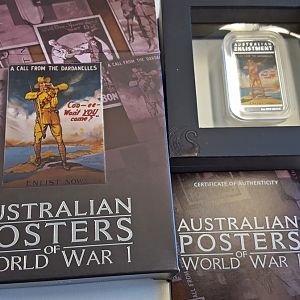 A CALL FROM THE DARDANELLES
Coo-ee-
Won't YOU
come?
ENLIST NOW
AUSTRALIAN
POSTERS
OF
WORLD WAR I
AUSTRALIAN
ENLISTMENT
CERTIFICATE OF AUTHENTICITY
AUSTRALIAN
POSTERS
OF
WORLD WAR I